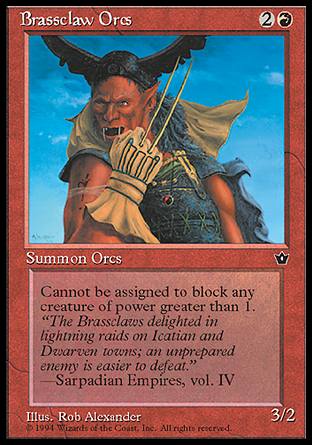 Brassclaw Orcs 2
Summon Orcs
Cannot be assigned to block any
creature of power greater than 1.
"The Brassclaws delighted in
lightning raids on Icatian and
Dwarven towns; an unprepared
enemy is easier to defeat."
—Sarpadian Empires, vol. IV
Illus. Rob Alexander
3/2
© 1994 Wizards of the Coast, Inc. All rights reserved.